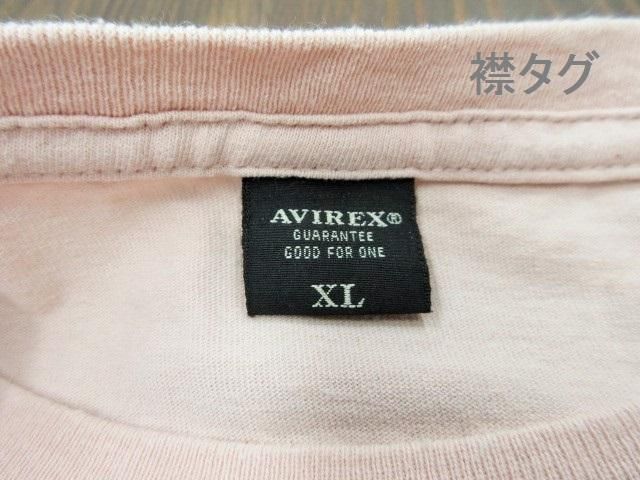 襟タグ
AVIREX®
GUARANTEE
GOOD FOR ONE
XL